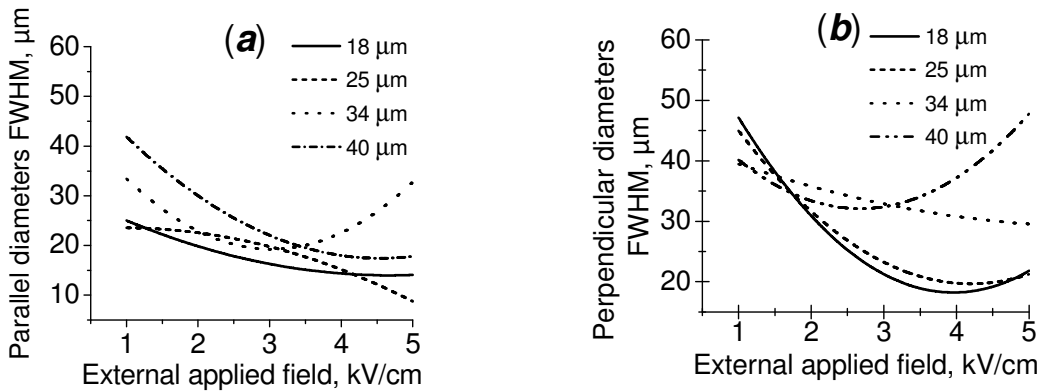 (a)
18 µm
25 µm
34 µm
40 µm
60
50
40
30
20
10
Parallel diameters FWHM, µm
1 2 3 4 5
External applied field, kV/cm
(b)
18 µm
25 µm
34 µm
40 µm
60
50
40
30
20
Perpendicular diameters
FWHM, µm
1 2 3 4 5
External applied field, kV/cm